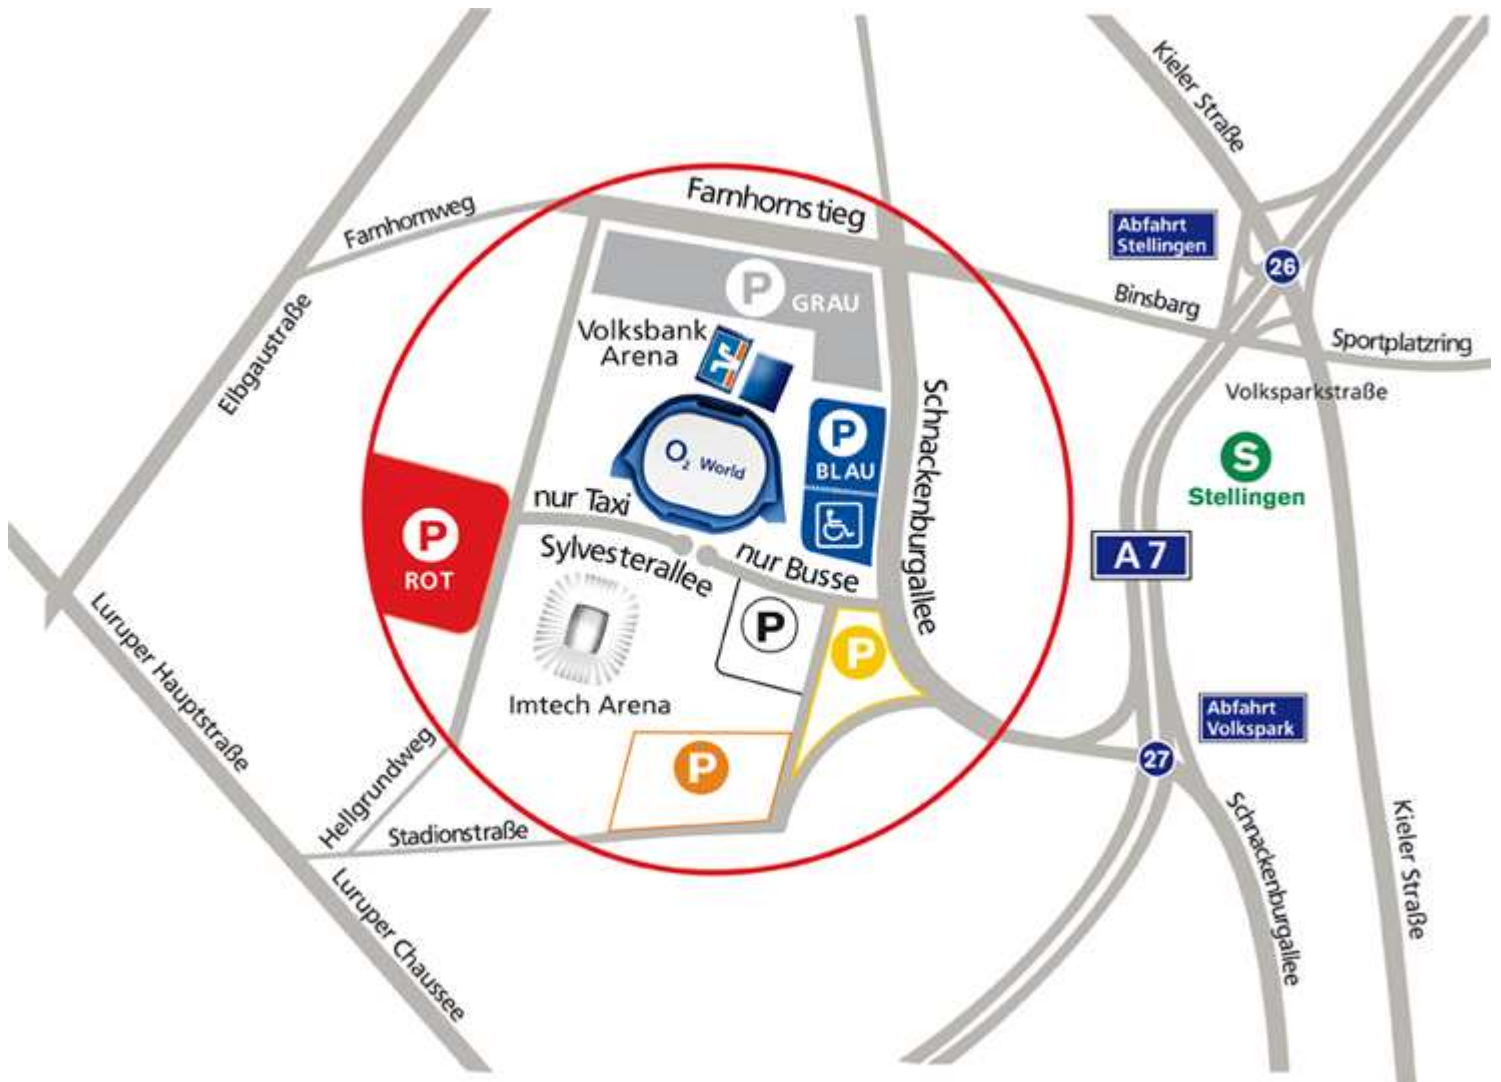 Kieler Straße
Farnhornstieg
Farnhornweg
Abfahrt
Stellingen
26
Binsbarg
Sportplatzring
P GRAU
Volksbank
Arena
Elbgaustraße
Schnackenburgallee
Volksparkstraße
P
BLAU
O2 World
S
Stellingen
nur Taxi
P
ROT
Sylvesterallee
nur Busse
A 7
P
P
Luruper Hauptstraße
Imtech Arena
Abfahrt
Volkspark
27
P
Hellgrundweg
Stadionstraße
Schnackenburgallee
Kieler Straße
Luruper Chaussee